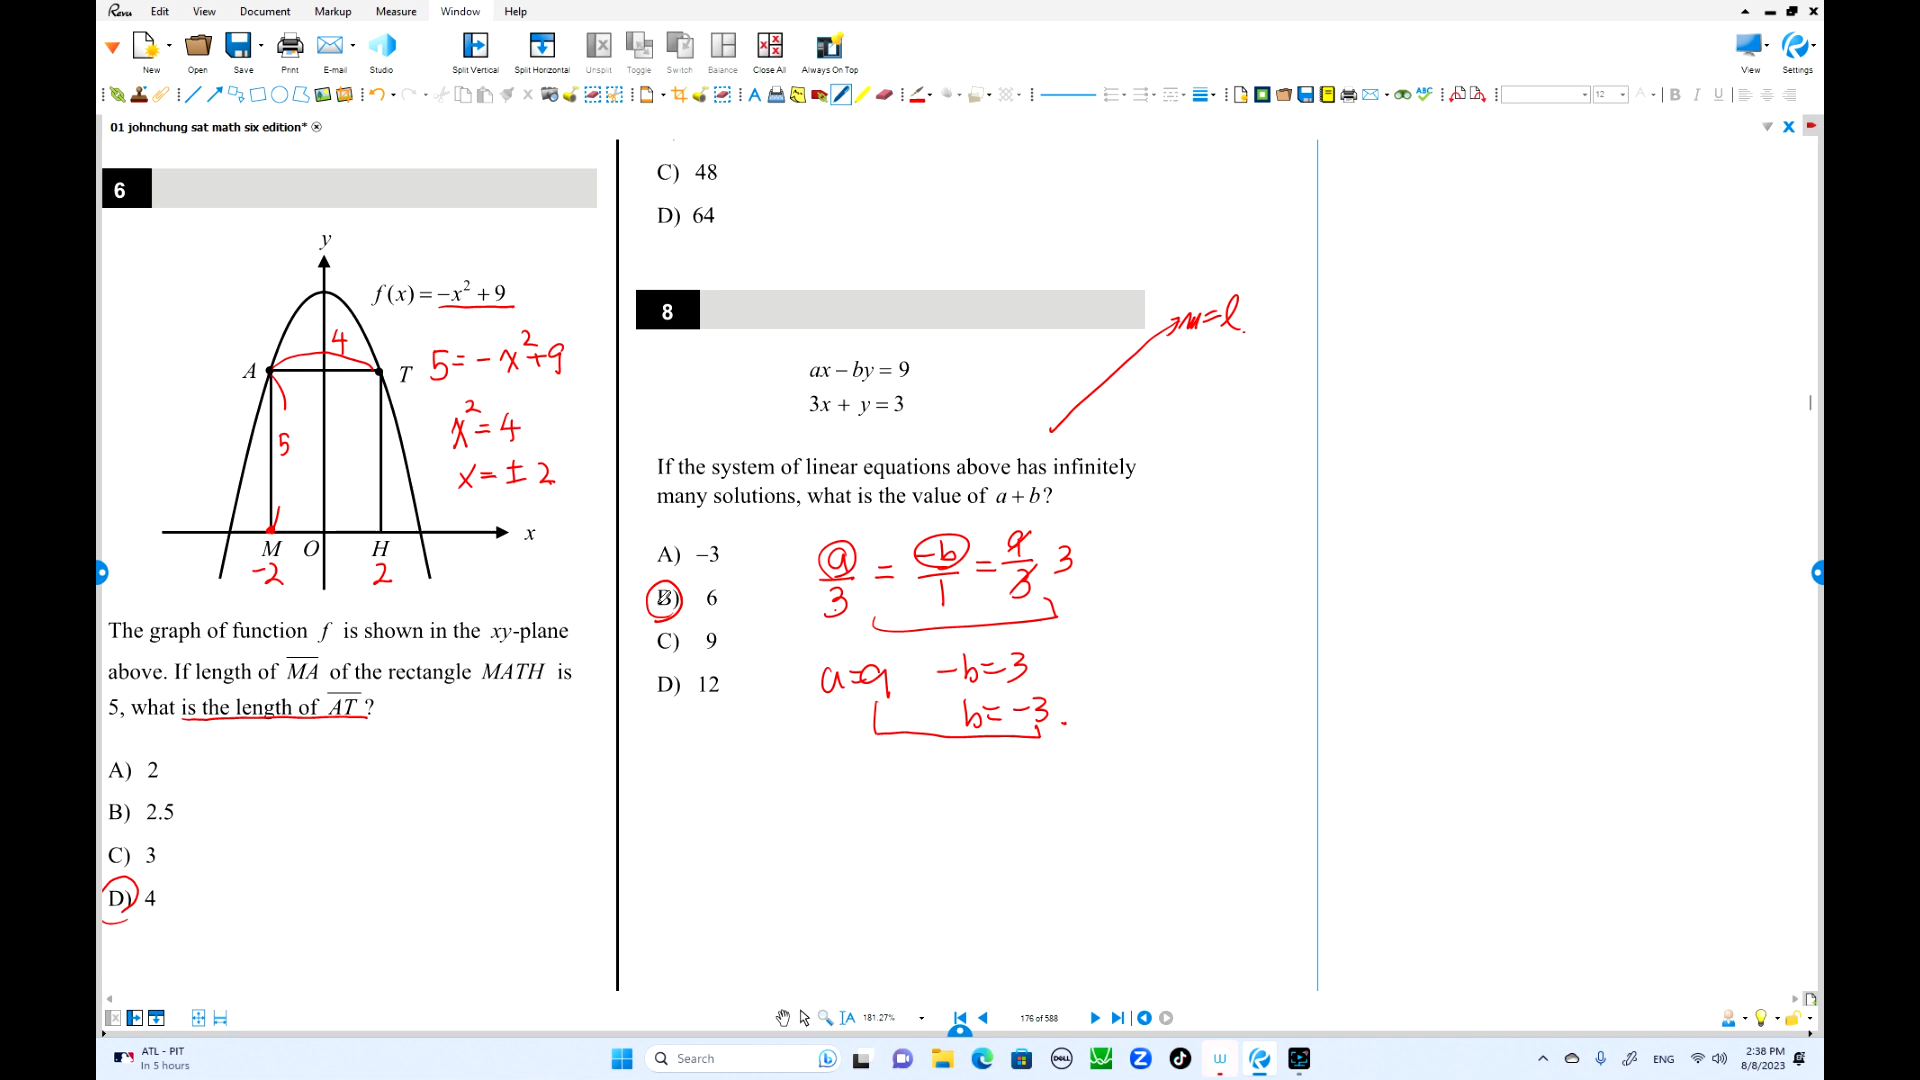 Revu Edit View Document Markup Measure Window Help
New Open Save Print E-mail Studio Split Vertical Split Horizontal Unsplit Toggle Switch Balance Close All Always On Top View Settings
12
01 johnchung sat math six edition*
6
y
f(x) = −x² + 9
4
A T
5 = −x² + 9
x² = 4
5
x = ± 2
x
M O H
-2 2
The graph of function f is shown in the xy-plane
above. If length of MA of the rectangle MATH is
5, what is the length of AT ?
A) 2
B) 2.5
C) 3
D) 4
C) 48
D) 64
8
m=l.
ax − by = 9
3x + y = 3
If the system of linear equations above has infinitely
many solutions, what is the value of a + b?
A) −3
B) 6
C) 9
D) 12
a/3 = -b/1 = 9/3 3
a=9 -b=3
b= -3.
181.27% 176 of 588
ATL - PIT
In 5 hours
Search
ENG
2:38 PM
8/8/2023